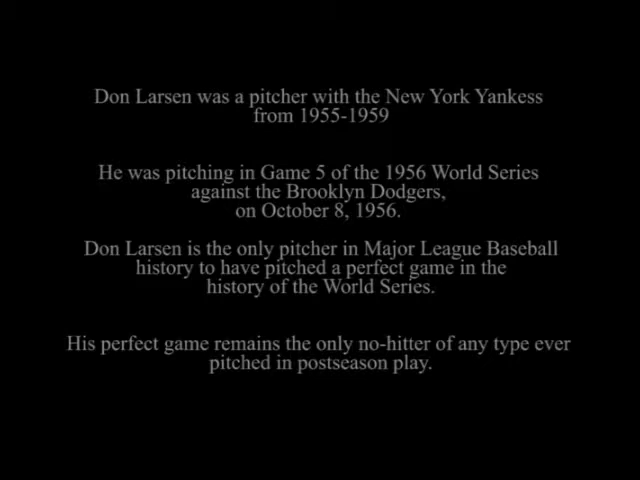 Don Larsen was a pitcher with the New York Yankess
from 1955-1959
He was pitching in Game 5 of the 1956 World Series
against the Brooklyn Dodgers,
on October 8, 1956.
Don Larsen is the only pitcher in Major League Baseball
history to have pitched a perfect game in the
history of the World Series.
His perfect game remains the only no-hitter of any type ever
pitched in postseason play.